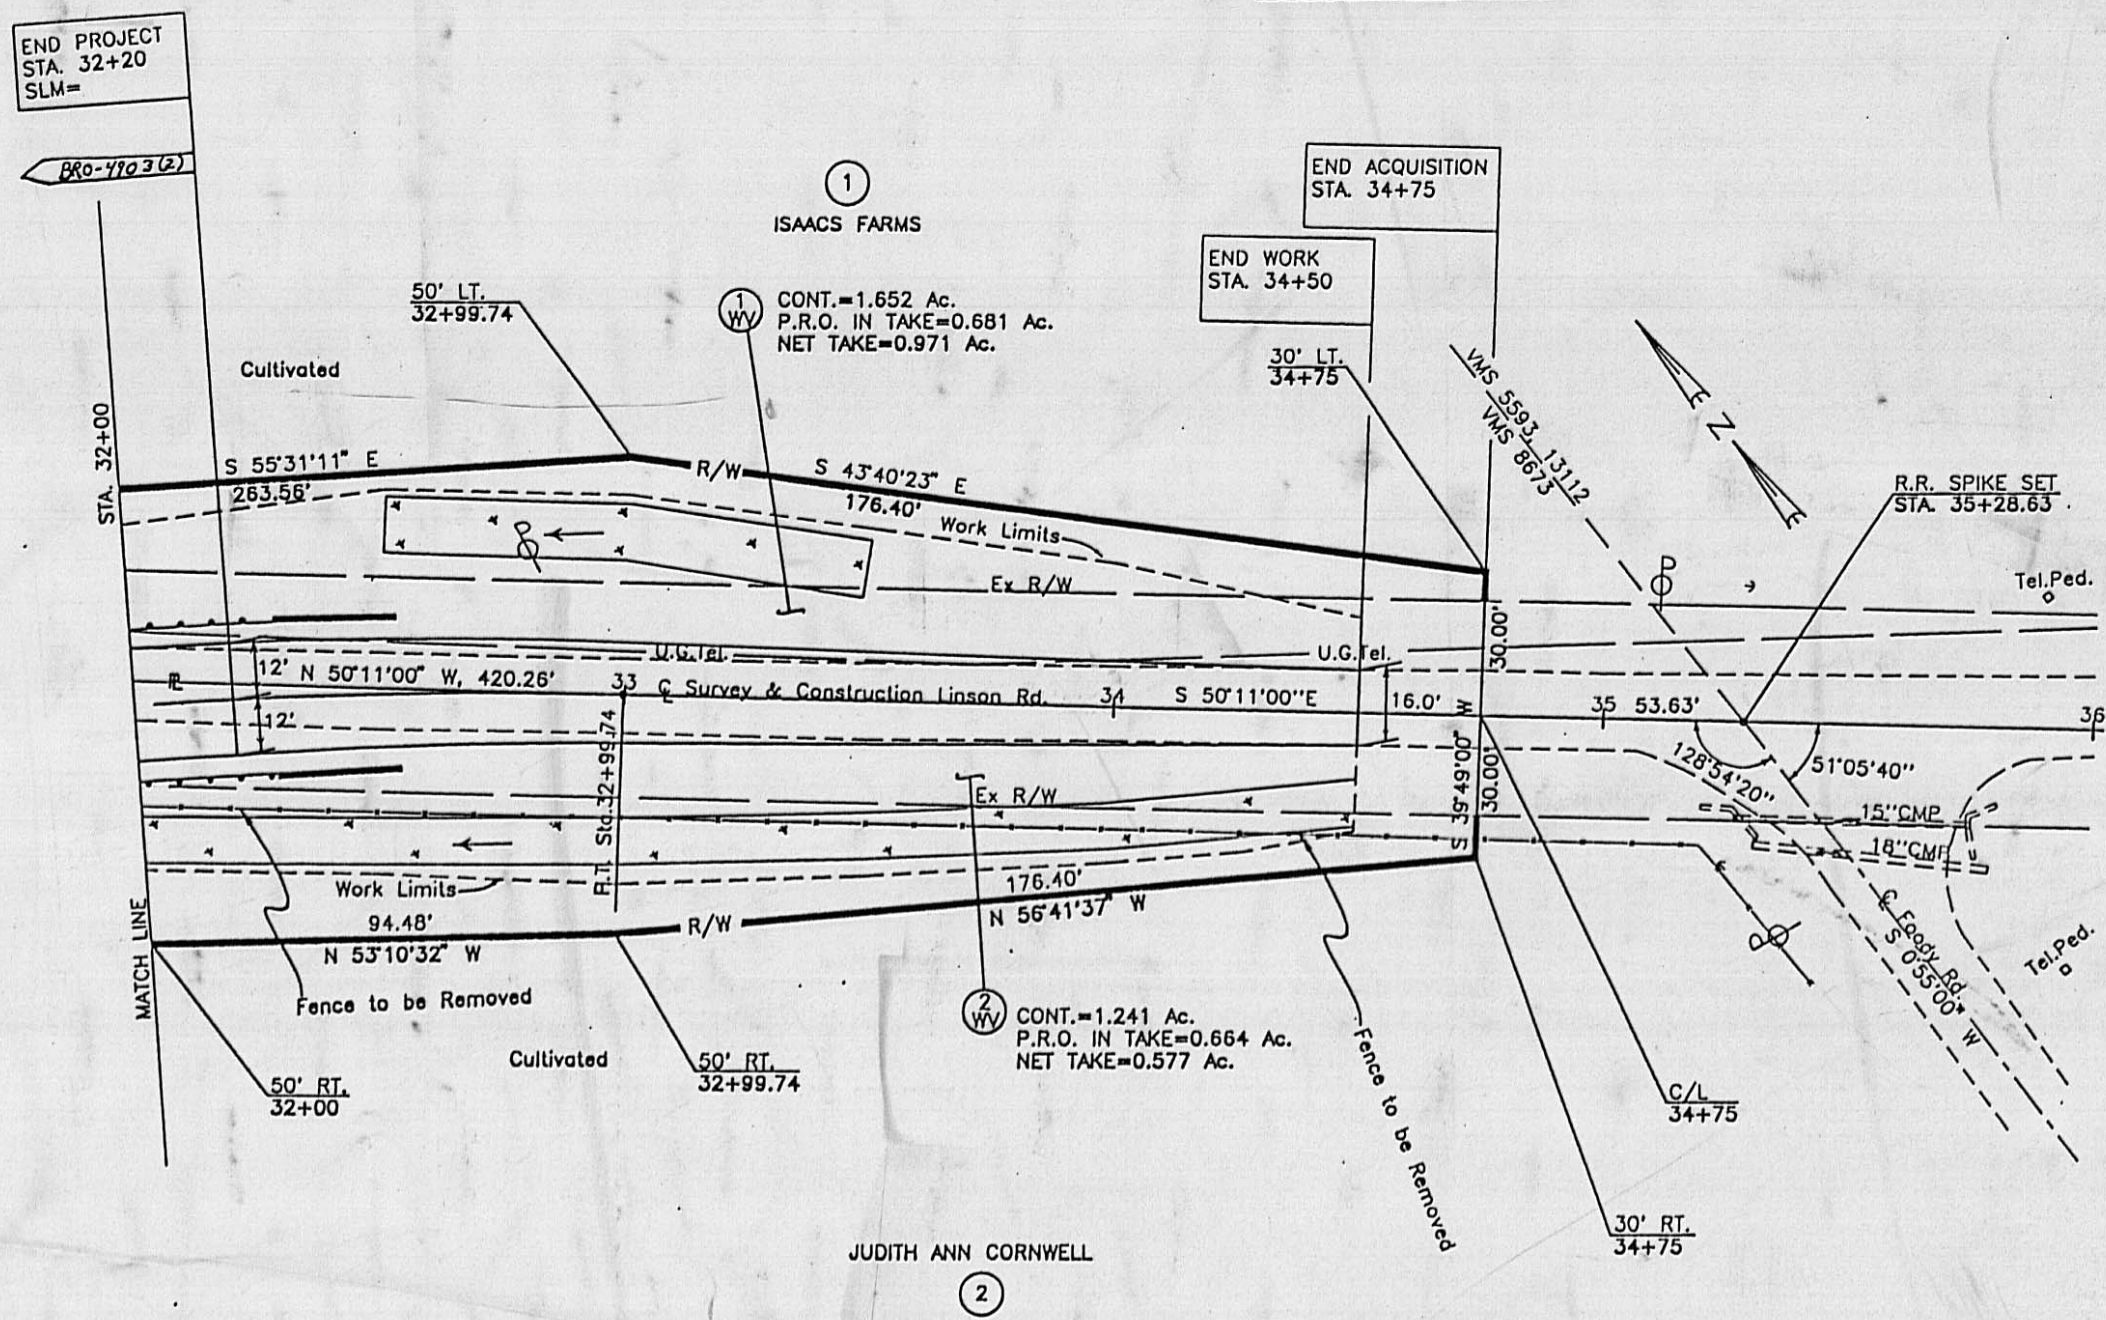 END PROJECT
STA. 32+20
SLM=
BRO-4903(2)
1
ISAACS FARMS
END ACQUISITION
STA. 34+75
END WORK
STA. 34+50
50' LT.
32+99.74
1
WV
CONT.=1.652 Ac.
P.R.O. IN TAKE=0.681 Ac.
NET TAKE=0.971 Ac.
30' LT.
34+75
VMS 5593, 13112
VMS 8673
N
R.R. SPIKE SET
STA. 35+28.63
Cultivated
STA. 32+00
S 55°31'11" E
263.56'
R/W
S 43°40'23" E
176.40'
Work Limits
Ex R/W
Tel.Ped.
U.G.Tel.
U.G.Tel.
30.00'
12'
N 50°11'00" W, 420.26'
33
℄ Survey & Construction Linson Rd.
34
S 50°11'00"E
16.0'
35
53.63'
36
12'
P.T. Sta.32+99.74
S 39°49'00" W
30.00'
128°54'20"
51°05'40"
Ex R/W
15"CMP
18"CMP
Work Limits
94.48'
N 53°10'32" W
R/W
176.40'
N 56°41'37" W
℄ Foody Rd.
S 0°55'00" W
Tel.Ped.
MATCH LINE
Fence to be Removed
Cultivated
50' RT.
32+00
50' RT.
32+99.74
2
WV
CONT.=1.241 Ac.
P.R.O. IN TAKE=0.664 Ac.
NET TAKE=0.577 Ac.
Fence to be Removed
C/L
34+75
30' RT.
34+75
JUDITH ANN CORNWELL
2